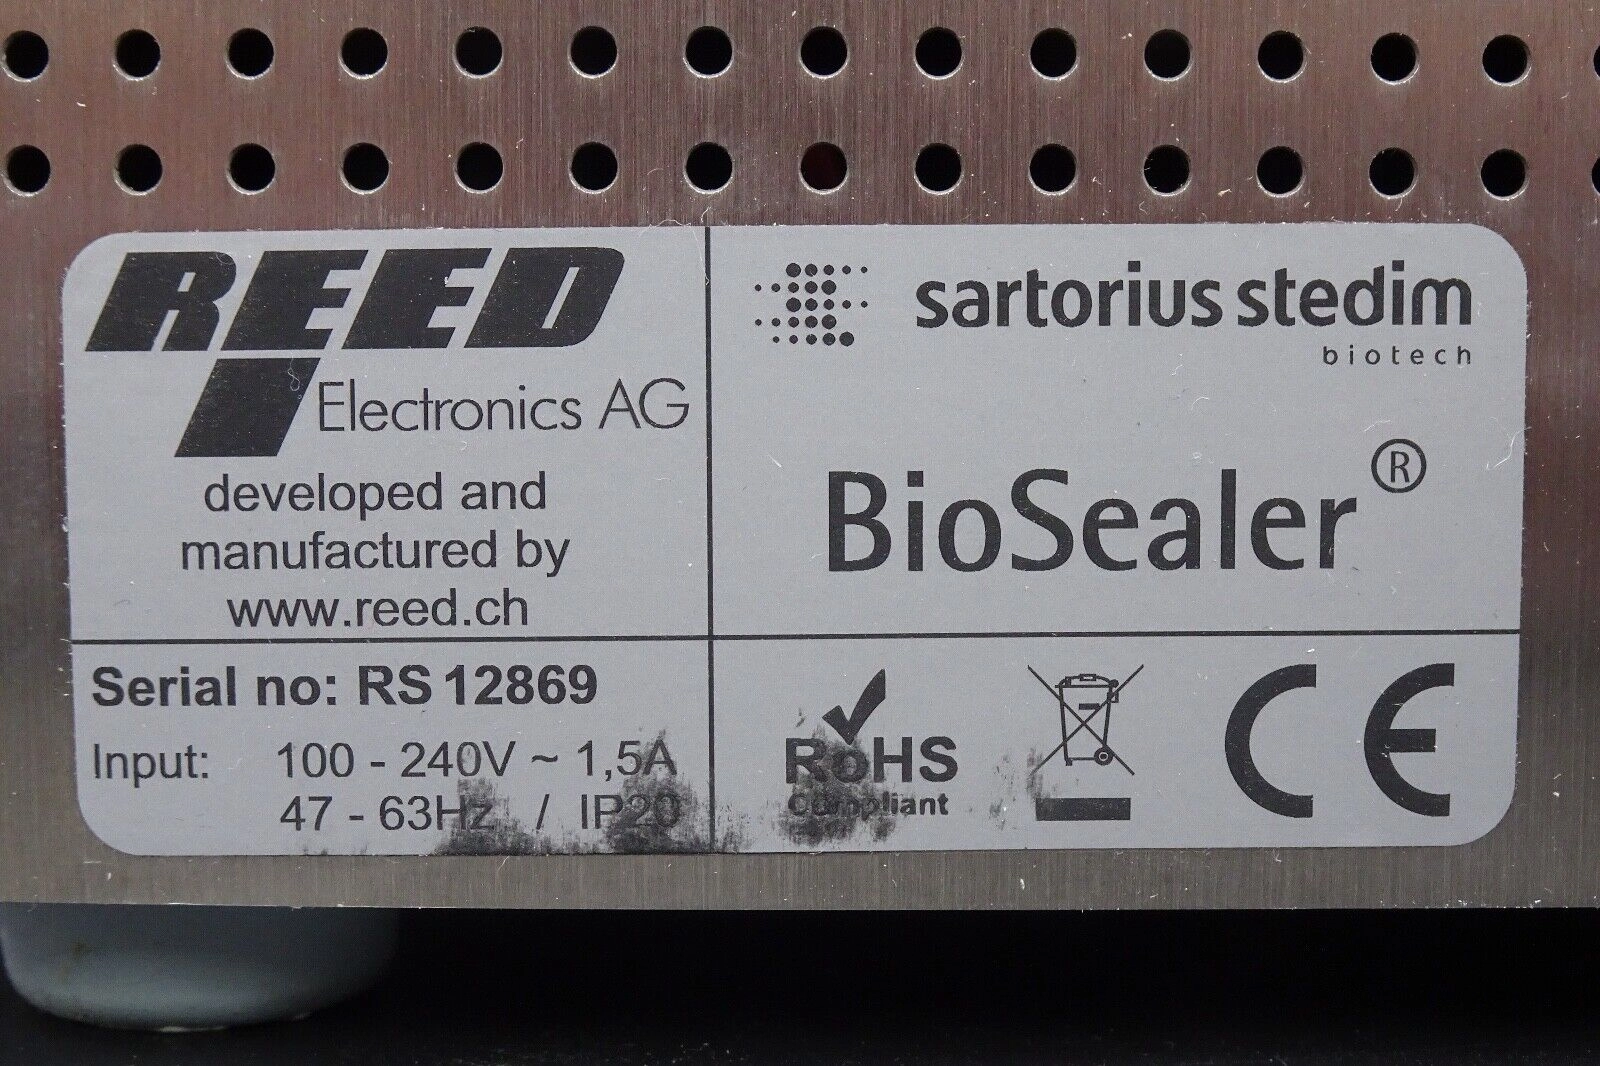 REED
Electronics AG
developed and
manufactured by
www.reed.ch
sartorius stedim
biotech
BioSealer®
Serial no: RS 12869
Input: 100 - 240V ~ 1,5A
47 - 63Hz / IP20
RoHS
Compliant
CE